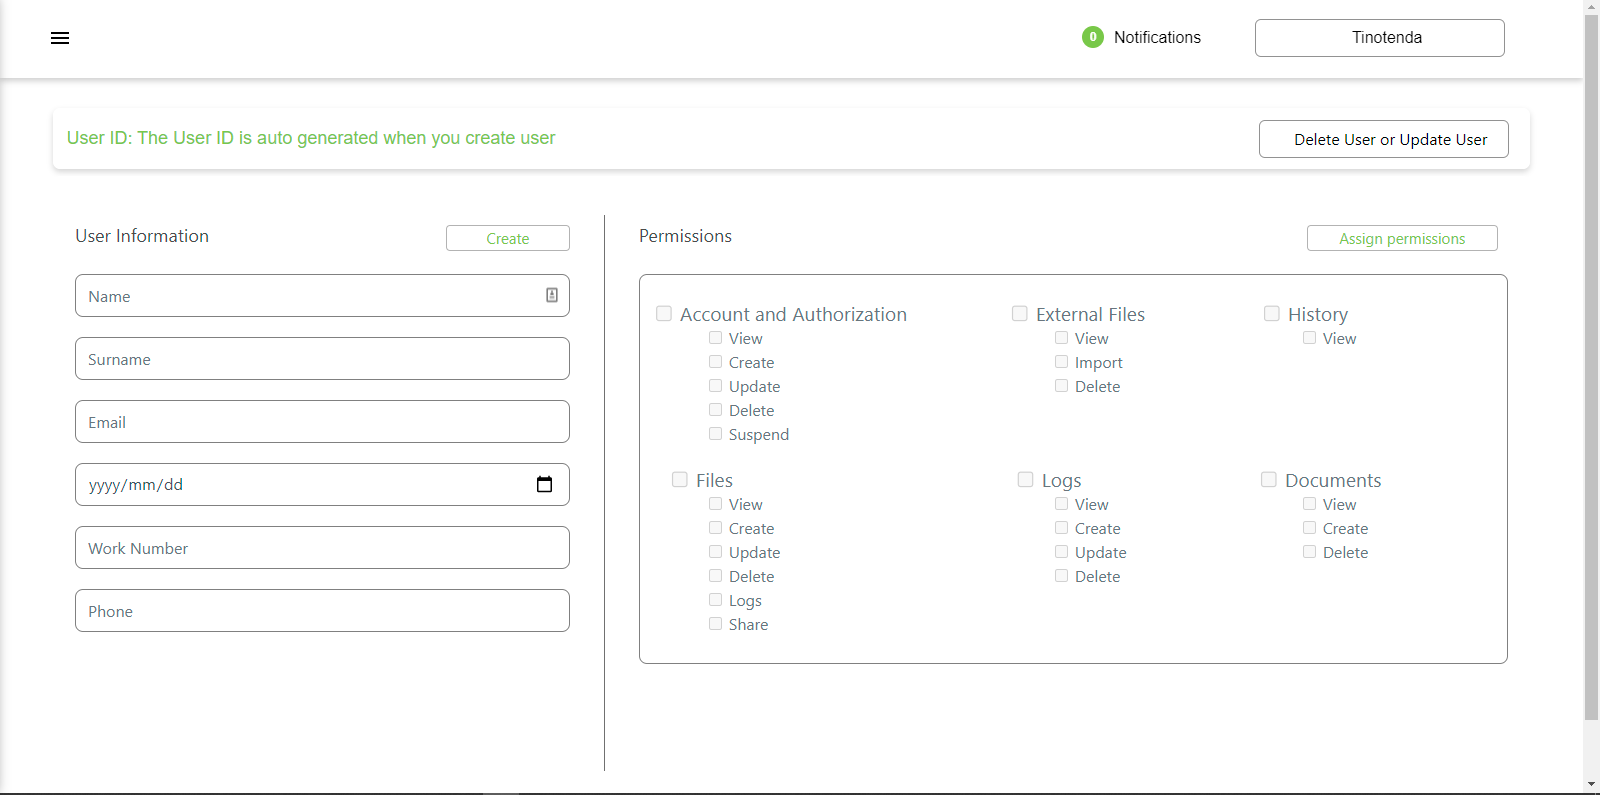 0 Notifications
Tinotenda
User ID: The User ID is auto generated when you create user
Delete User or Update User
User Information
Create
Name
Surname
Email
yyyy/mm/dd
Work Number
Phone
Permissions
Assign permissions
Account and Authorization
View
Create
Update
Delete
Suspend
External Files
View
Import
Delete
History
View
Files
View
Create
Update
Delete
Logs
Share
Logs
View
Create
Update
Delete
Documents
View
Create
Delete